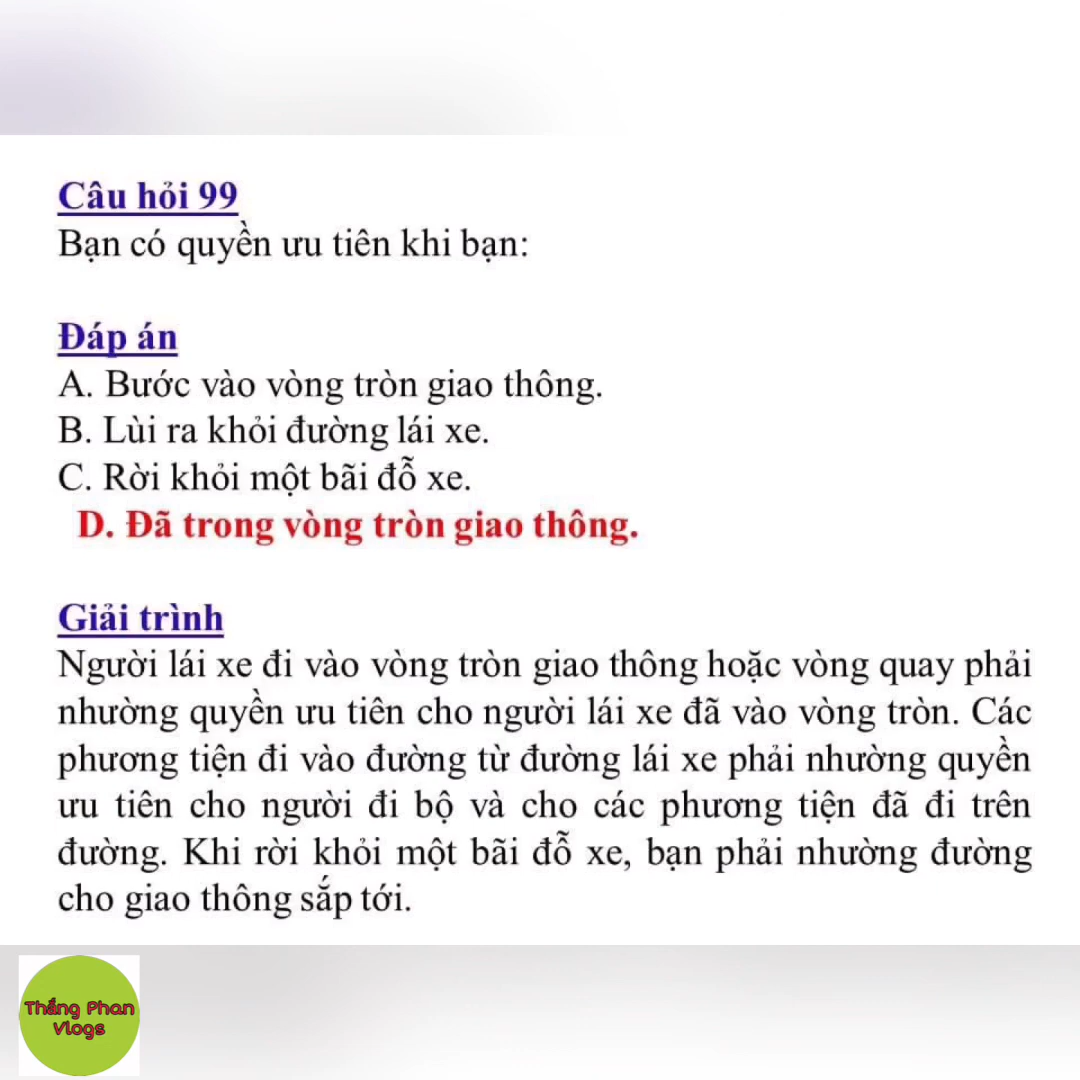 Câu hỏi 99
Bạn có quyền ưu tiên khi bạn:
Đáp án
A. Bước vào vòng tròn giao thông.
B. Lùi ra khỏi đường lái xe.
C. Rời khỏi một bãi đỗ xe.
D. Đã trong vòng tròn giao thông.
Giải trình
Người lái xe đi vào vòng tròn giao thông hoặc vòng quay phải
nhường quyền ưu tiên cho người lái xe đã vào vòng tròn. Các
phương tiện đi vào đường từ đường lái xe phải nhường quyền
ưu tiên cho người đi bộ và cho các phương tiện đã đi trên
đường. Khi rời khỏi một bãi đỗ xe, bạn phải nhường đường
cho giao thông sắp tới.
Thắng Phan
Vlogs